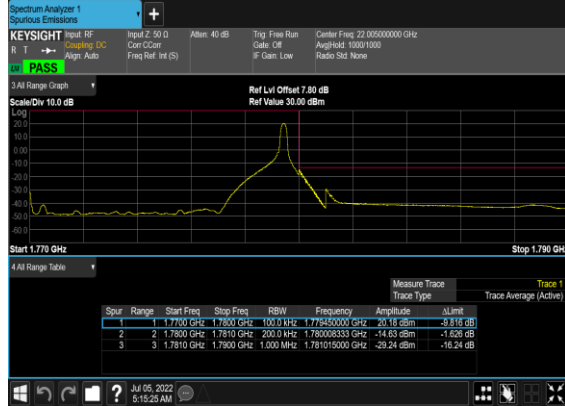 Spectrum Analyzer 1
Spurious Emissions
KEYSIGHT Input: RF Input Z: 50 Ω Atten: 40 dB Trig: Free Run Center Freq: 22.005000000 GHz
R T Coupling: DC Corr CCorr Gate: Off Avg|Hold: 1000/1000
Align: Auto Freq Ref: Int (S) IF Gain: Low Radio Std: None
PASS
3 All Range Graph
Ref Lvl Offset 7.80 dB
Scale/Div 10.0 dB Ref Value 30.00 dBm
Log
20.0
10.0
0.00
-10.0
-20.0
-30.0
-40.0
-50.0
-60.0
Start 1.770 GHz Stop 1.790 GH
4 All Range Table
Measure Trace Trace 1
Trace Type Trace Average (Active)
Spur Range Start Freq Stop Freq RBW Frequency Amplitude ΔLimit
1 1 1.7700 GHz 1.7800 GHz 100.0 kHz 1.779450000 GHz 20.18 dBm -9.816 dB
2 2 1.7800 GHz 1.7810 GHz 200.0 kHz 1.780008333 GHz -14.63 dBm -1.626 dB
3 3 1.7810 GHz 1.7900 GHz 1.000 MHz 1.781015000 GHz -29.24 dBm -16.24 dB
? Jul 05, 2022
5:15:25 AM